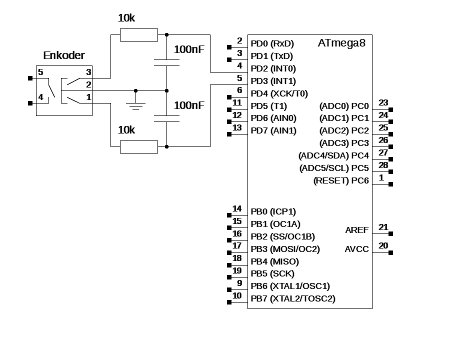 10k
ATmega8
2 PD0 (RxD)
100nF
3 PD1 (TxD)
Enkoder
4 PD2 (INT0)
5 3
5 PD3 (INT1)
2
6 PD4 (XCK/T0)
4 1
100nF
11 PD5 (T1) (ADC0) PC0 23
12 PD6 (AIN0) (ADC1) PC1 24
10k
13 PD7 (AIN1) (ADC2) PC2 25
(ADC3) PC3 26
(ADC4/SDA) PC4 27
(ADC5/SCL) PC5 28
(RESET) PC6 1
14 PB0 (ICP1)
15 PB1 (OC1A)
AREF 21
16 PB2 (SS/OC1B)
17 PB3 (MOSI/OC2) AVCC 20
18 PB4 (MISO)
19 PB5 (SCK)
9 PB6 (XTAL1/OSC1)
10 PB7 (XTAL2/TOSC2)